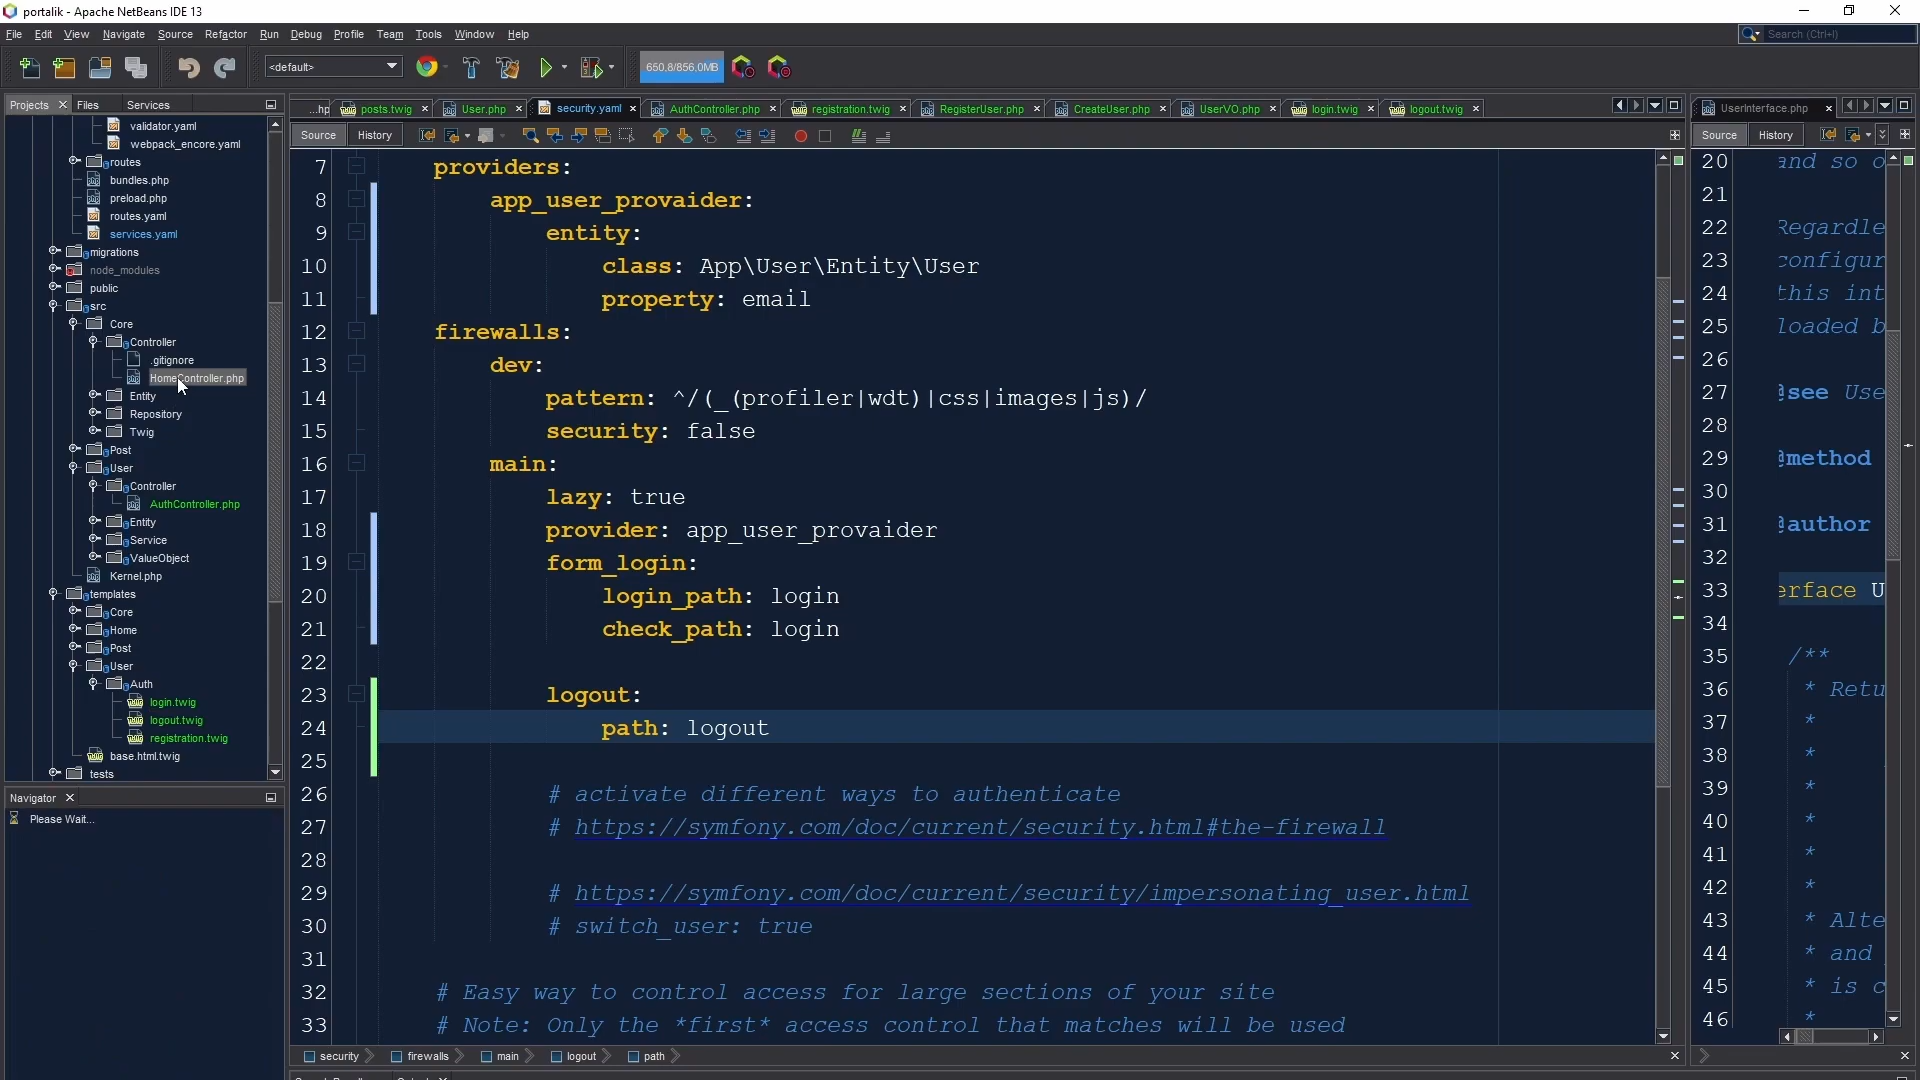 portalik - Apache NetBeans IDE 13
File Edit View Navigate Source Refactor Run Debug Profile Team Tools Window Help
Search (Ctrl+I)
<default>
650,8/856,0MB
Projects Files Services
validator.yaml
webpack_encore.yaml
routes
bundles.php
preload.php
routes.yaml
services.yaml
migrations
node_modules
public
src
Core
Controller
.gitignore
HomeController.php
Entity
Repository
Twig
Post
User
Controller
AuthController.php
Entity
Service
ValueObject
Kernel.php
templates
Core
Home
Post
User
Auth
login.twig
logout.twig
registration.twig
base.html.twig
tests
Navigator
Please Wait...
...hp posts.twig User.php security.yaml AuthController.php registration.twig RegisterUser.php CreateUser.php UserVO.php login.twig logout.twig
Source History
7 providers:
8 app_user_provaider:
9 entity:
10 class: App\User\Entity\User
11 property: email
12 firewalls:
13 dev:
14 pattern: ^/(_(profiler|wdt)|css|images|js)/
15 security: false
16 main:
17 lazy: true
18 provider: app_user_provaider
19 form_login:
20 login_path: login
21 check_path: login
22
23 logout:
24 path: logout
25
26 # activate different ways to authenticate
27 # https://symfony.com/doc/current/security.html#the-firewall
28
29 # https://symfony.com/doc/current/security/impersonating_user.html
30 # switch_user: true
31
32 # Easy way to control access for large sections of your site
33 # Note: Only the *first* access control that matches will be used
security firewalls main logout path
UserInterface.php
Source History
20 and so o
21
22 Regardle
23 configur
24 this int
25 loaded b
26
27 @see Use
28
29 @method
30
31 @author
32
33 erface U
34
35 /**
36 * Retu
37 *
38 *
39 *
40 *
41 *
42 *
43 * Alte
44 * and
45 * is c
46 *